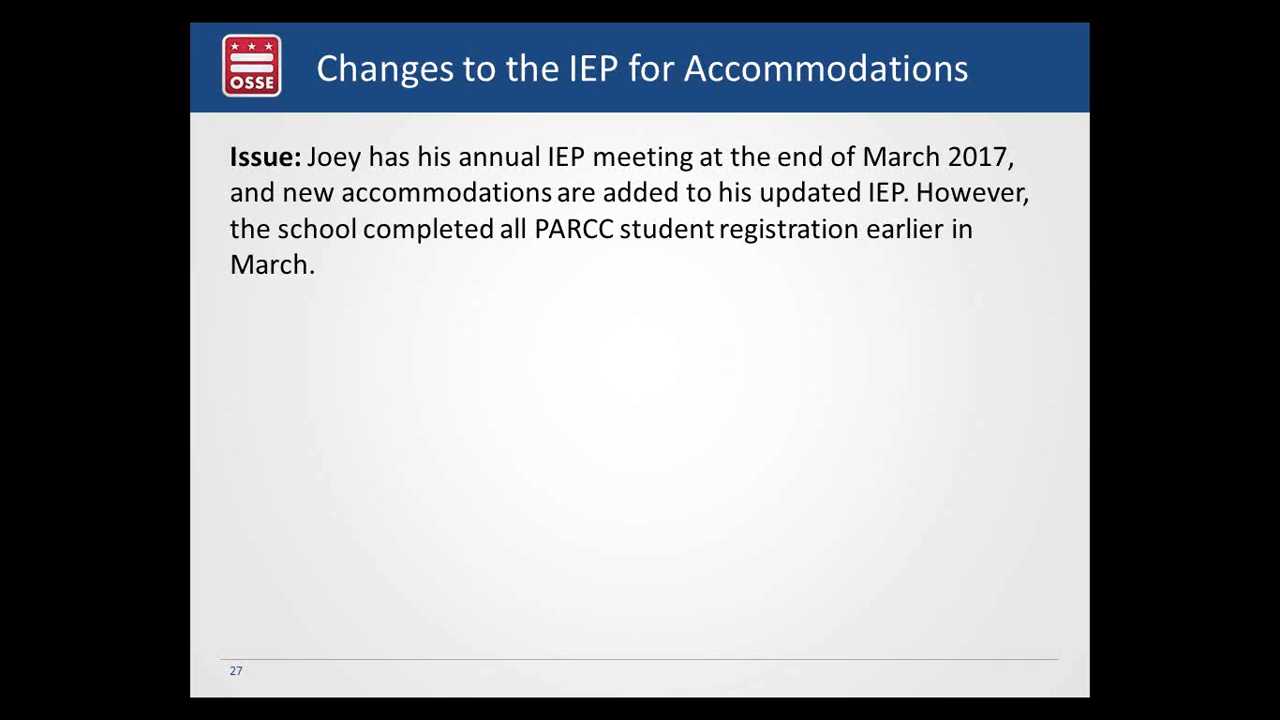 OSSE
Changes to the IEP for Accommodations
Issue: Joey has his annual IEP meeting at the end of March 2017,
and new accommodations are added to his updated IEP. However,
the school completed all PARCC student registration earlier in
March.
27